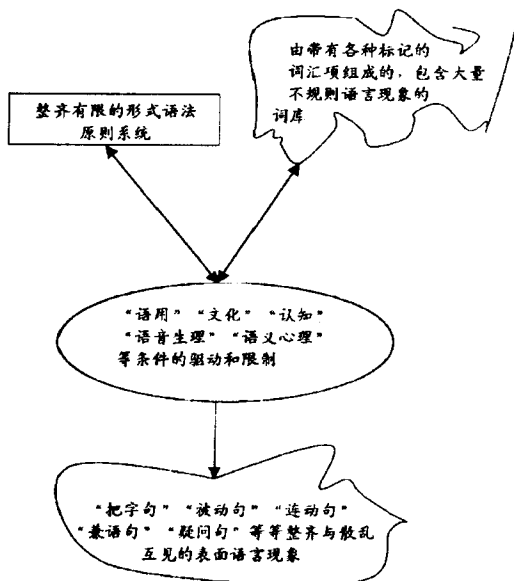 由带有各种标记的
词汇项组成的，包含大量
不规则语言现象的
词库
整齐有限的形式语法
原则系统
“语用” “文化” “认知”
“语音生理” “语义心理”
等条件的驱动和限制
“把字句” “被动句” “连动句”
“兼语句” “疑问句” 等等整齐与散乱
互见的表面语言现象